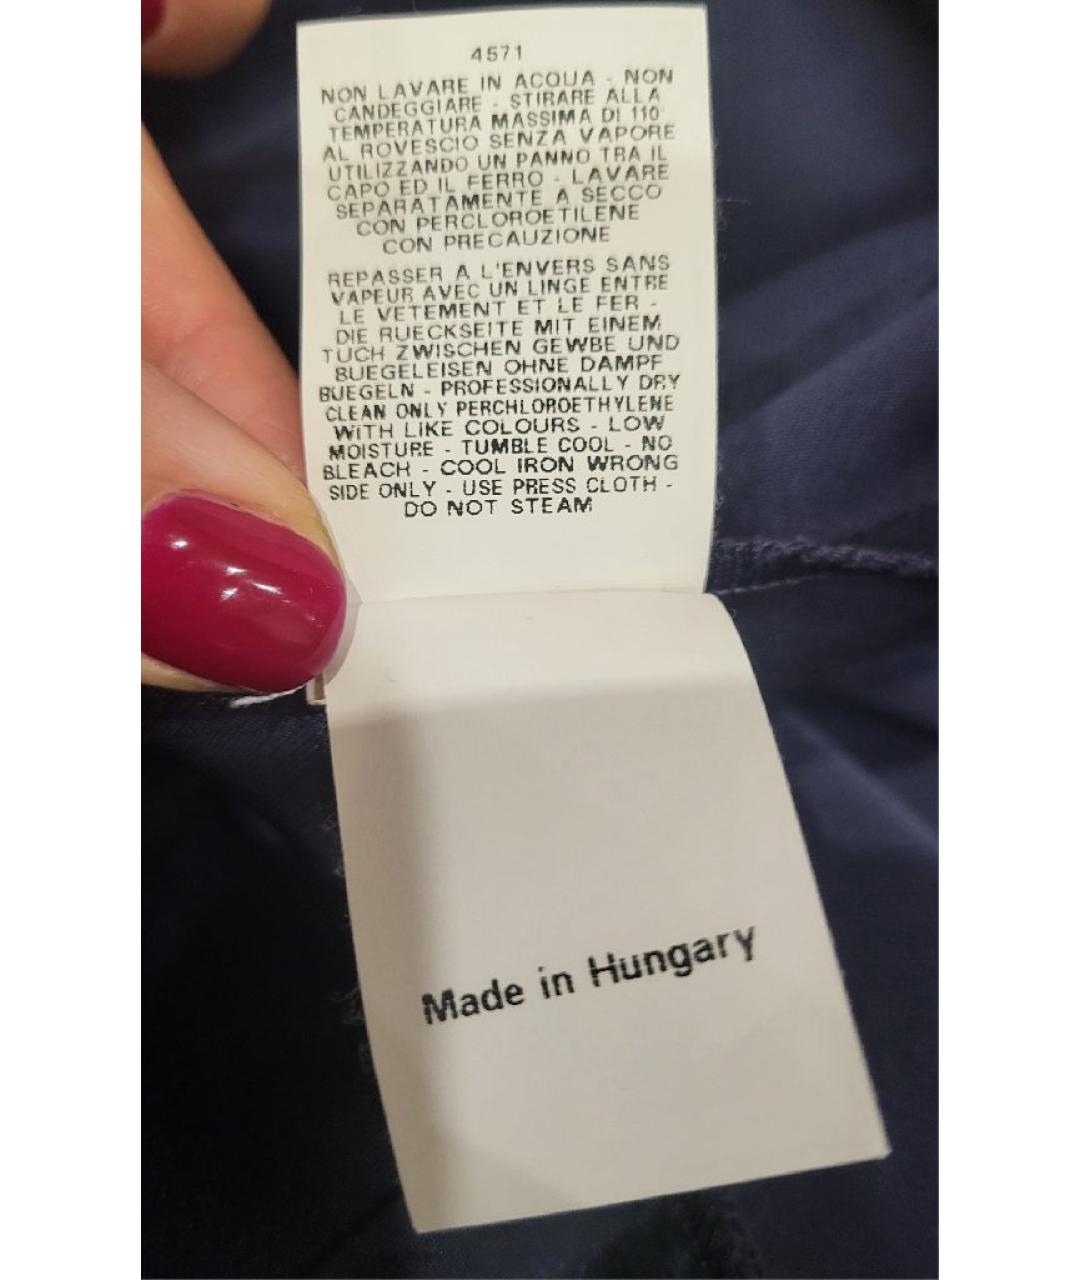 4571
NON LAVARE IN ACQUA - NON
CANDEGGIARE - STIRARE ALLA
TEMPERATURA MASSIMA DI 110°
AL ROVESCIO SENZA VAPORE
UTILIZZANDO UN PANNO TRA IL
CAPO ED IL FERRO - LAVARE
SEPARATAMENTE A SECCO
CON PERCLOROETILENE
CON PRECAUZIONE
REPASSER A L'ENVERS SANS
VAPEUR AVEC UN LINGE ENTRE
LE VETEMENT ET LE FER -
DIE RUECKSEITE MIT EINEM
TUCH ZWISCHEN GEWBE UND
BUEGELEISEN OHNE DAMPF
BUEGELN - PROFESSIONALLY DRY
CLEAN ONLY PERCHLOROETHYLENE
WITH LIKE COLOURS - LOW
MOISTURE - TUMBLE COOL - NO
BLEACH - COOL IRON WRONG
SIDE ONLY - USE PRESS CLOTH -
DO NOT STEAM
Made in Hungary